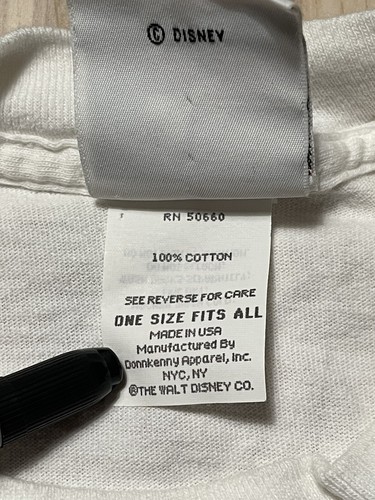 © DISNEY
RN 50660
100% COTTON
SEE REVERSE FOR CARE
ONE SIZE FITS ALL
MADE IN USA
Manufactured By
Donnkenny Apparel, Inc.
NYC, NY
©THE WALT DISNEY CO.